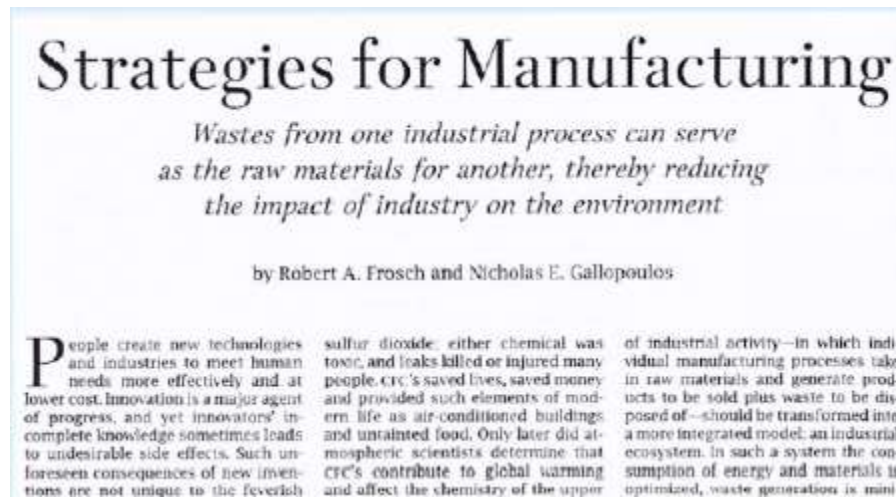 Strategies for Manufacturing
Wastes from one industrial process can serve
as the raw materials for another, thereby reducing
the impact of industry on the environment
by Robert A. Frosch and Nicholas E. Gallopoulos
People create new technologies
and industries to meet human
needs more effectively and at
lower cost. Innovation is a major agent
of progress, and yet innovators' in-
complete knowledge sometimes leads
to undesirable side effects. Such un-
foreseen consequences of new inven-
tions are not unique to the feverish
sulfur dioxide: either chemical was
toxic, and leaks killed or injured many
people. CFC's saved lives, saved money
and provided such elements of mod-
ern life as air-conditioned buildings
and untainted food. Only later did at-
mospheric scientists determine that
CFC's contribute to global warming
and affect the chemistry of the upper
of industrial activity—in which indi
vidual manufacturing processes take
in raw materials and generate prod
ucts to be sold plus waste to be dis
posed of—should be transformed into
a more integrated model: an industrial
ecosystem. In such a system the con
sumption of energy and materials is
optimized, waste generation is mini